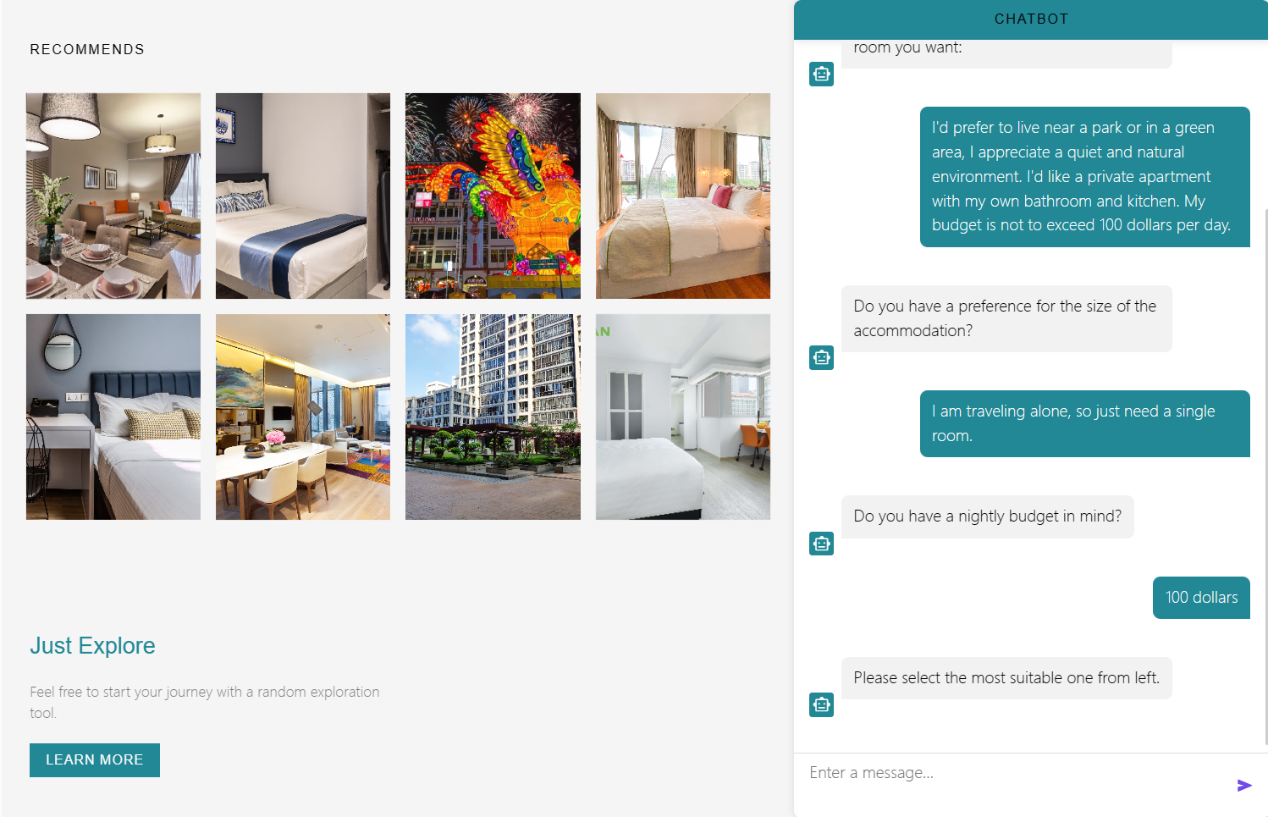 RECOMMENDS
AN
Just Explore
Feel free to start your journey with a random exploration
tool.
LEARN MORE
CHATBOT
room you want:
I'd prefer to live near a park or in a green
area, I appreciate a quiet and natural
environment. I'd like a private apartment
with my own bathroom and kitchen. My
budget is not to exceed 100 dollars per day.
Do you have a preference for the size of the
accommodation?
I am traveling alone, so just need a single
room.
Do you have a nightly budget in mind?
100 dollars
Please select the most suitable one from left.
Enter a message...